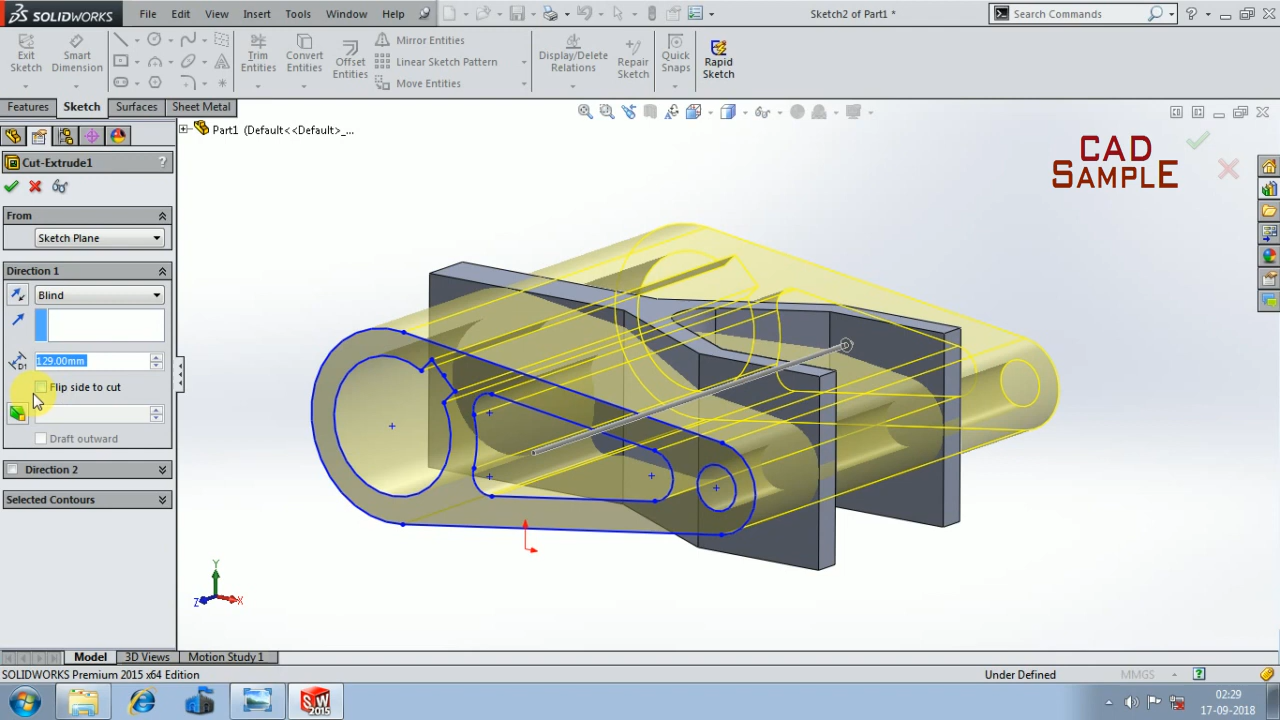 SOLIDWORKS File Edit View Insert Tools Window Help Sketch2 of Part1 * Search Commands ?
Exit Sketch
Smart Dimension
Trim Entities
Convert Entities
Offset Entities
Mirror Entities
Linear Sketch Pattern
Move Entities
Display/Delete Relations
Repair Sketch
Quick Snaps
Rapid Sketch
Features Sketch Surfaces Sheet Metal
Part1 (Default<<Default>_...
CAD
SAMPLE
Cut-Extrude1 ?
From
Sketch Plane
Direction 1
Blind
D1 129.00mm
Flip side to cut
Draft outward
Direction 2
Selected Contours
Y
Z X
Model 3D Views Motion Study 1
SOLIDWORKS Premium 2015 x64 Edition Under Defined MMGS ?
SW 2015
02:29
17-09-2018